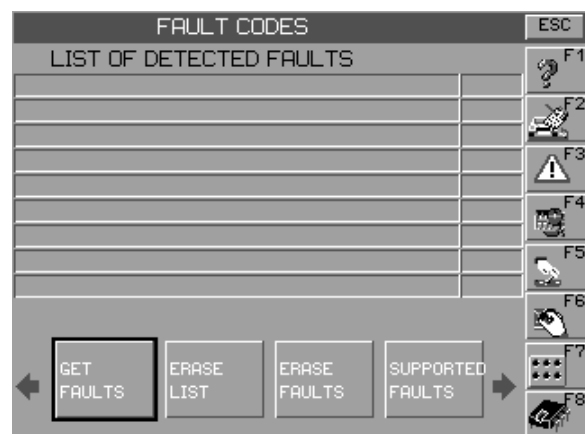 FAULT CODES
ESC
LIST OF DETECTED FAULTS
F1
F2
F3
F4
F5
F6
F7
F8
GET
FAULTS
ERASE
LIST
ERASE
FAULTS
SUPPORTED
FAULTS